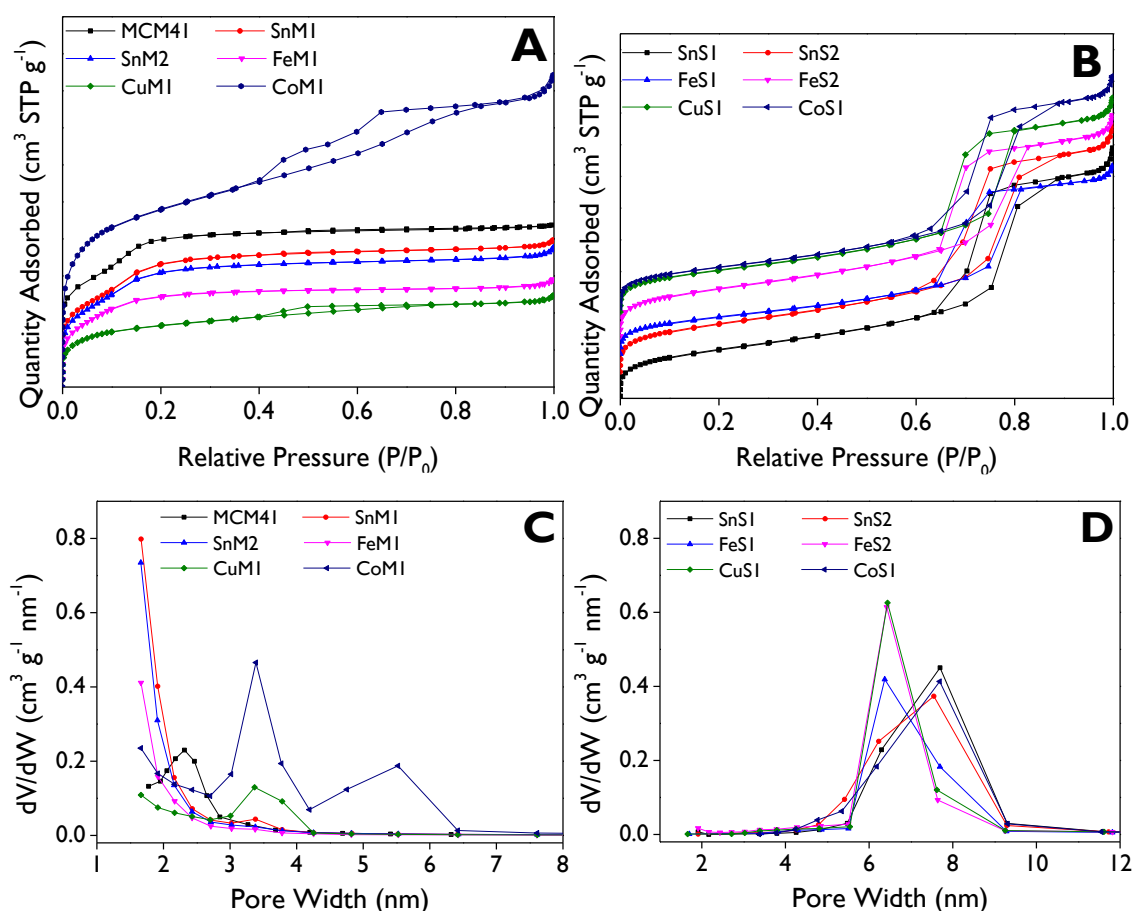 A
MCM41 SnM1
SnM2 FeM1
CuM1 CoM1
Quantity Adsorbed (cm³ STP g⁻¹)
0.0 0.2 0.4 0.6 0.8 1.0
Relative Pressure (P/P₀)
B
SnS1 SnS2
FeS1 FeS2
CuS1 CoS1
Quantity Adsorbed (cm³ STP g⁻¹)
0.0 0.2 0.4 0.6 0.8 1.0
Relative Pressure (P/P₀)
C
MCM41 SnM1
SnM2 FeM1
CuM1 CoM1
dV/dW (cm³ g⁻¹ nm⁻¹)
0.8
0.6
0.4
0.2
0.0
1 2 3 4 5 6 7 8
Pore Width (nm)
D
SnS1 SnS2
FeS1 FeS2
CuS1 CoS1
dV/dW (cm³ g⁻¹ nm⁻¹)
0.8
0.6
0.4
0.2
0.0
2 4 6 8 10 12
Pore Width (nm)